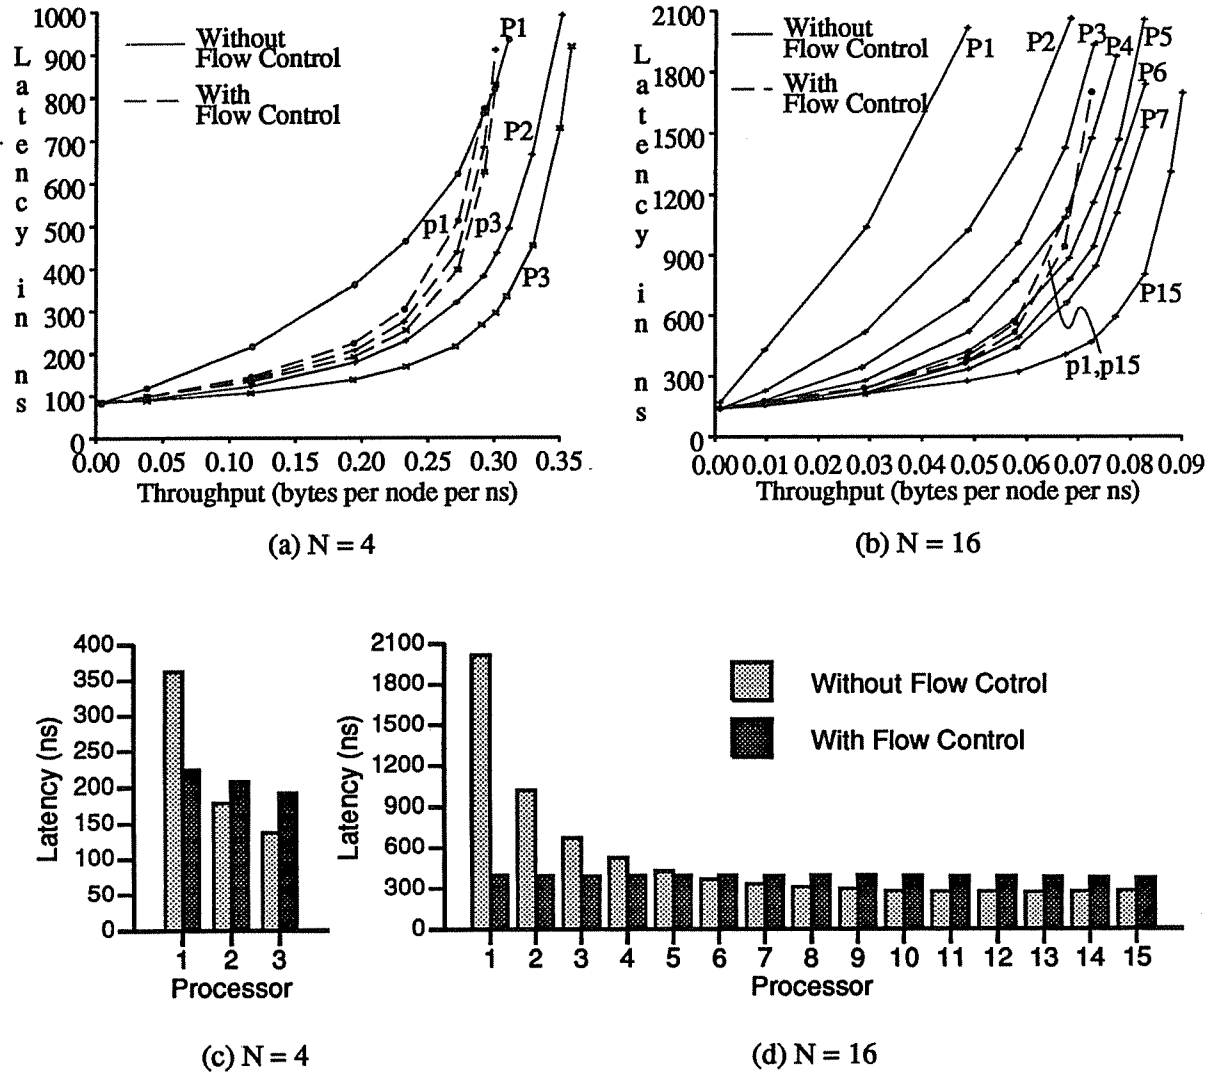 1000
900
800
700
600
500
400
300
200
100
0
Latency in ns
Without
Flow Control
With
Flow Control
P1
P2
p1
p3
P3
0.00 0.05 0.10 0.15 0.20 0.25 0.30 0.35
Throughput (bytes per node per ns)
(a) N = 4
2100
1800
1500
1200
900
600
300
0
Latency in ns
Without
Flow Control
With
Flow Control
P1
P2
P3
P4
P5
P6
P7
P15
p1,p15
0.00 0.01 0.02 0.03 0.04 0.05 0.06 0.07 0.08 0.09
Throughput (bytes per node per ns)
(b) N = 16
400
350
300
250
200
150
100
50
0
Latency (ns)
1 2 3
Processor
(c) N = 4
2100
1800
1500
1200
900
600
300
0
Latency (ns)
Without Flow Cotrol
With Flow Control
1 2 3 4 5 6 7 8 9 10 11 12 13 14 15
Processor
(d) N = 16